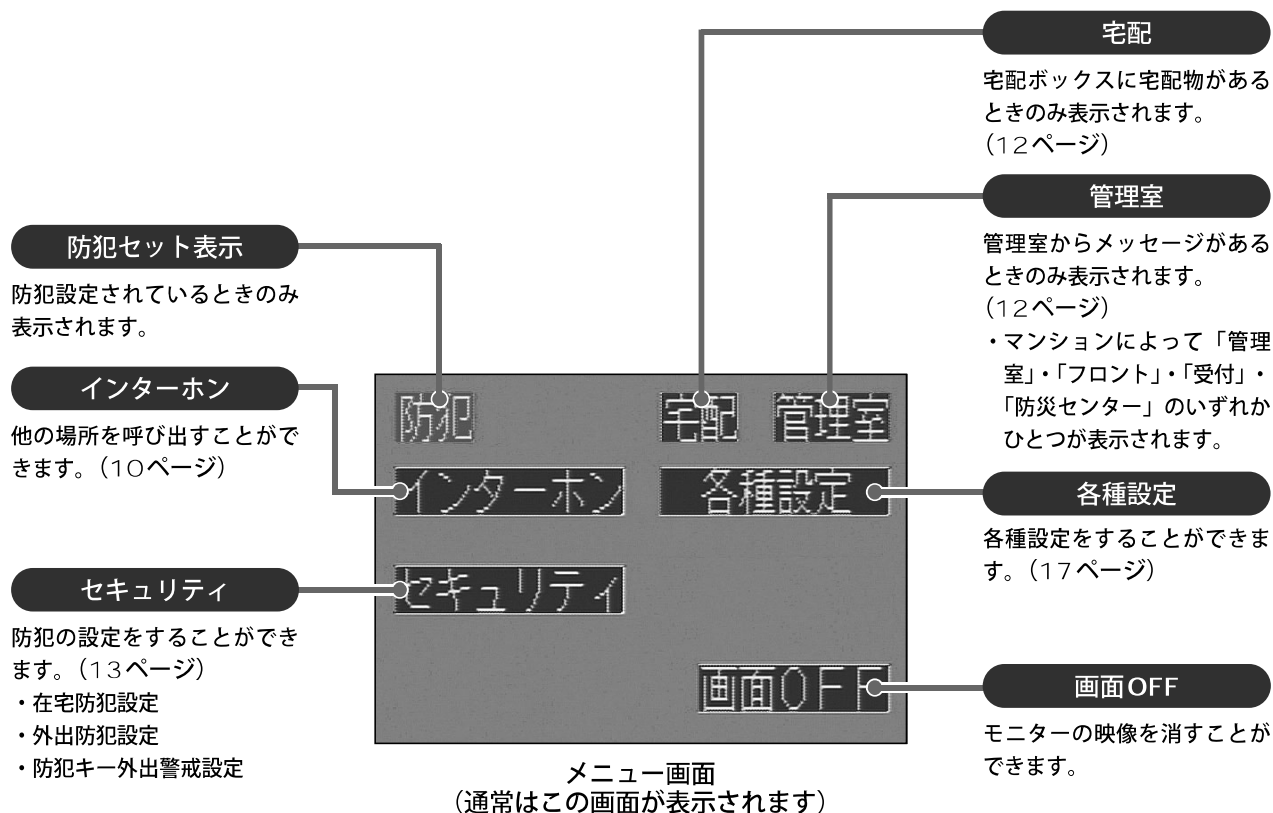 防犯セット表示
防犯設定されているときのみ
表示されます。
インターホン
他の場所を呼び出すことがで
きます。（10ページ）
セキュリティ
防犯の設定をすることができ
ます。（13ページ）
・在宅防犯設定
・外出防犯設定
・防犯キー外出警戒設定
防犯
宅配
管理室
インターホン
各種設定
セキュリティ
画面OFF
メニュー画面
（通常はこの画面が表示されます）
宅配
宅配ボックスに宅配物がある
ときのみ表示されます。
（12ページ）
管理室
管理室からメッセージがある
ときのみ表示されます。
（12ページ）
・マンションによって「管理
室」・「フロント」・「受付」・
「防災センター」のいずれか
ひとつが表示されます。
各種設定
各種設定をすることができま
す。（17ページ）
画面OFF
モニターの映像を消すことが
できます。